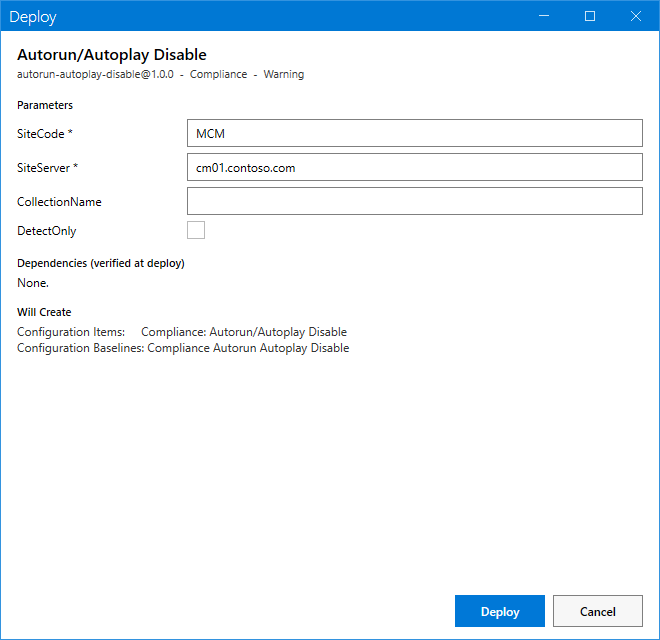 Deploy
Autorun/Autoplay Disable
autorun-autoplay-disable@1.0.0 - Compliance - Warning
Parameters
SiteCode * MCM
SiteServer * cm01.contoso.com
CollectionName
DetectOnly
Dependencies (verified at deploy)
None.
Will Create
Configuration Items: Compliance: Autorun/Autoplay Disable
Configuration Baselines: Compliance Autorun Autoplay Disable
Deploy Cancel